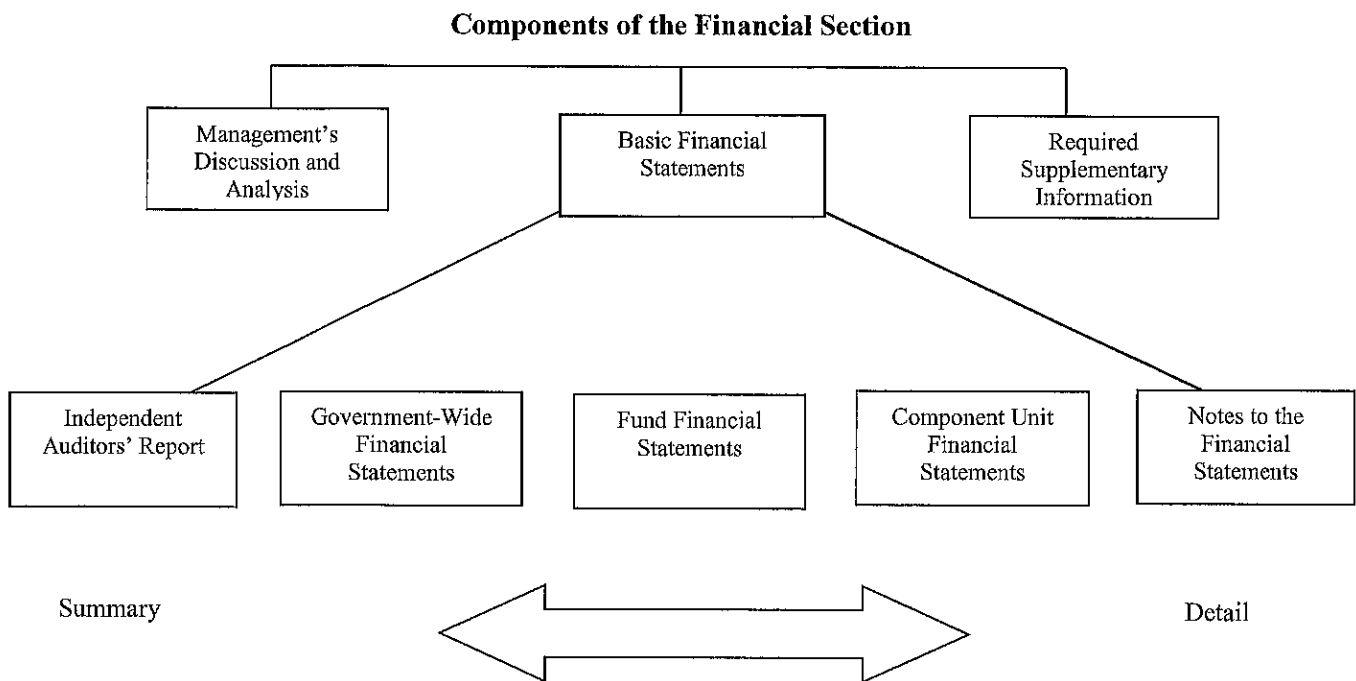 Components of the Financial Section
Management's
Discussion and
Analysis
Basic Financial
Statements
Required
Supplementary
Information
Independent
Auditors' Report
Government-Wide
Financial
Statements
Fund Financial
Statements
Component Unit
Financial
Statements
Notes to the
Financial
Statements
Summary
Detail